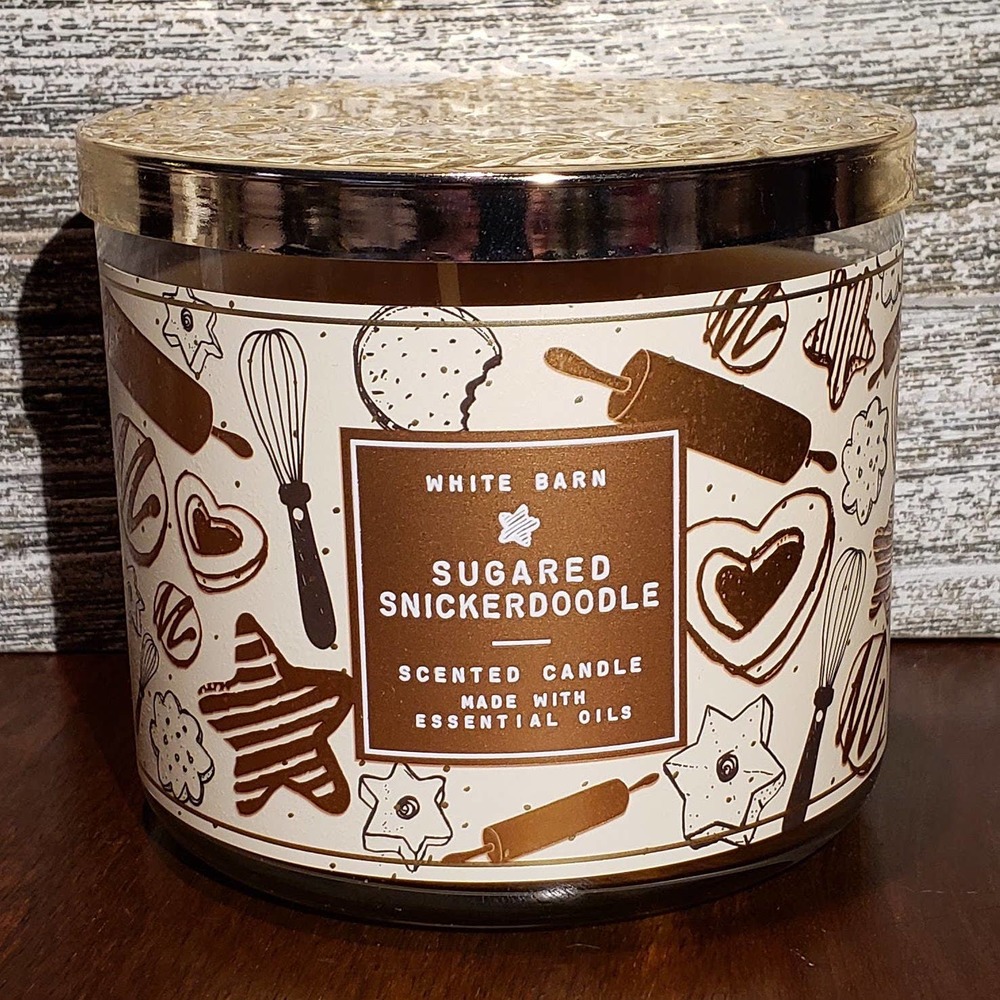 WHITE BARN
SUGARED
SNICKERDOODLE
SCENTED CANDLE
MADE WITH
ESSENTIAL OILS